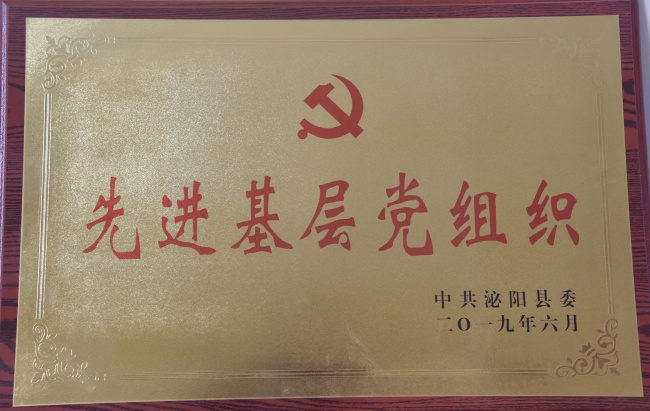 先进基层党组织
中共泌阳县委
二〇一九年六月